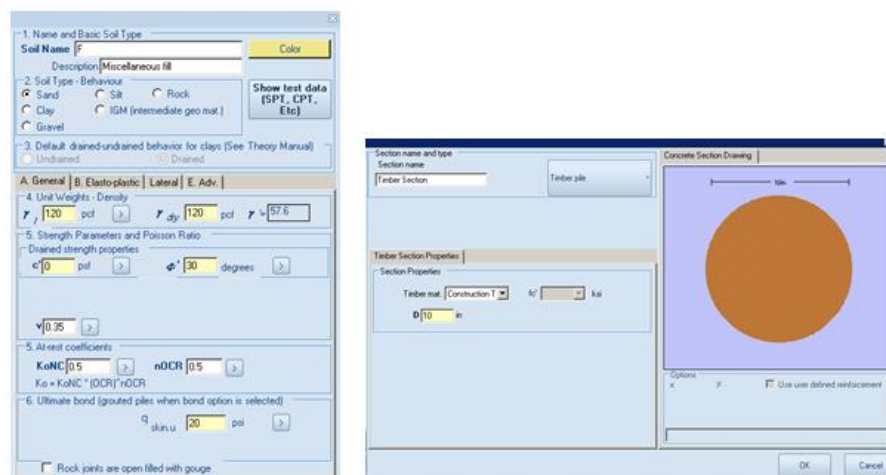 1. Name and Basic Soil Type
Soil Name F
Color
Description Miscellaneous fill
2. Soil Type - Behaviour
Sand Silt Rock
Clay IGM (intermediate geo mat.)
Gravel
Show test data
(SPT, CPT,
Etc)
3. Default drained-undrained behavior for clays (See Theory Manual)
Undrained Drained
A. General B. Elasto-plastic Lateral E. Adv.
4. Unit Weights - Density
γ t 120 pcf > γ dry 120 pcf γ b 57.6
5. Strength Parameters and Poisson Ratio
Drained strength properties
c' 0 psf > Φ' 30 degrees >
v 0.35 >
5. At-rest coefficients
KoNC 0.5 > nOCR 0.5 >
Ko = KoNC * (OCR)^nOCR
6. Ultimate bond (grouted piles when bond option is selected)
q skin.u 20 psi >
Rock joints are open filled with gouge
Section name and type
Section name
Timber Section
Timber pile
Timber Section Properties
Section Properties
Timber mat. Construction T fc' ksi
D 10 in
Concrete Section Drawing
10in
Options
x y Use user defined reinforcement
OK Cancel